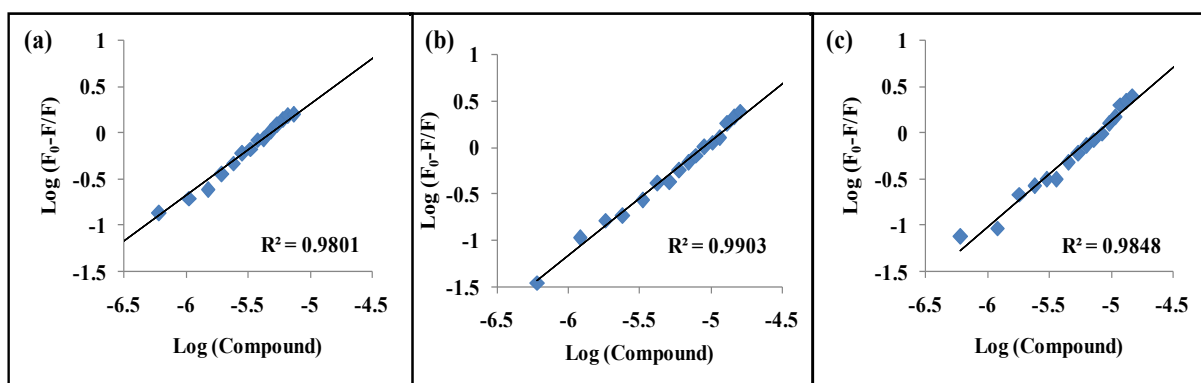 (a)
1
0.5
0
-0.5
-1
-1.5
Log (F₀-F/F)
R² = 0.9801
-6.5 -6 -5.5 -5 -4.5
Log (Compound)
(b)
1
0.5
0
-0.5
-1
-1.5
Log (F₀-F/F)
R² = 0.9903
-6.5 -6 -5.5 -5 -4.5
Log (Compound)
(c)
1
0.5
0
-0.5
-1
-1.5
Log (F₀-F/F)
R² = 0.9848
-6.5 -6 -5.5 -5 -4.5
Log (Compound)